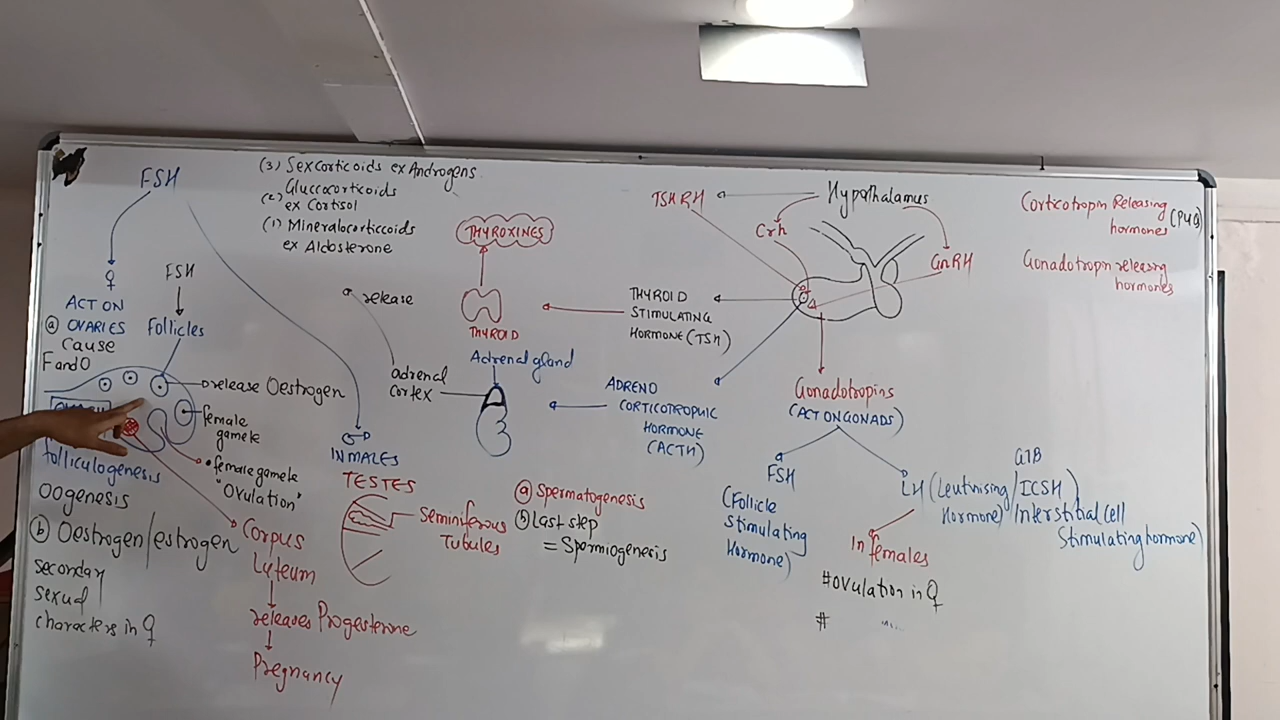 FSH
(3) Sexcorticoids ex Androgens
(2) Gluccocorticoids
ex Cortisol
(1) Mineralocorticoids
ex Aldosterone
♀
ACT ON
(a) OVARIES
Cause
F and O
FSH
Follicles
release Oestrogen
female
gamete
female gamete
"Ovulation"
folliculogenesis
Oogenesis
(b) Oestrogen/estrogen
seconday
sexual
characters in ♀
Corpus
Lyteum
releases Progesterone
Pregnancy
IN MALES
TESTES
Seminiferous
Tubules
(a) Spermatogenesis
(b) Last step
= Spermiogenesis
THYROXINES
THYROID
release
adrenal
cortex
Adrenal gland
Hypothalamus
TSHRH
Crh
GnRH
THYROID
STIMULATING
HORMONE (TSH)
ADRENO
CORTICOTROPHIC
HORMONE
(ACTH)
Gonadotropins
(ACT ON GONADS)
FSH
(Follicle
Stimulating
Hormone)
LH (Leutinising/ICSH)
Hormone) Interstitial cell
Stimulating hormone)
In females
#Ovulation in ♀
#
Corticotropin Releasing
hormones
Gonadotropin releasing
hormones